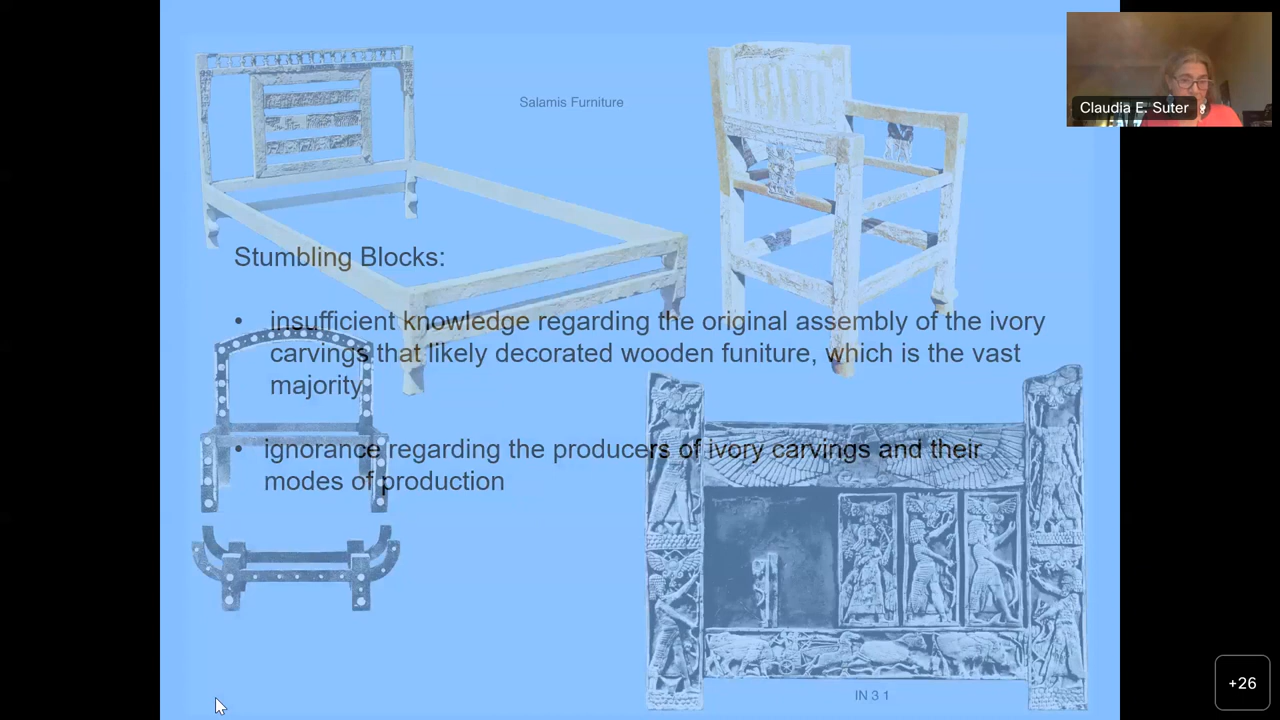 Salamis Furniture
Claudia E. Suter
Stumbling Blocks:
• insufficient knowledge regarding the original assembly of the ivory
carvings that likely decorated wooden funiture, which is the vast
majority
• ignorance regarding the producers of ivory carvings and their
modes of production
IN 3 1
+26